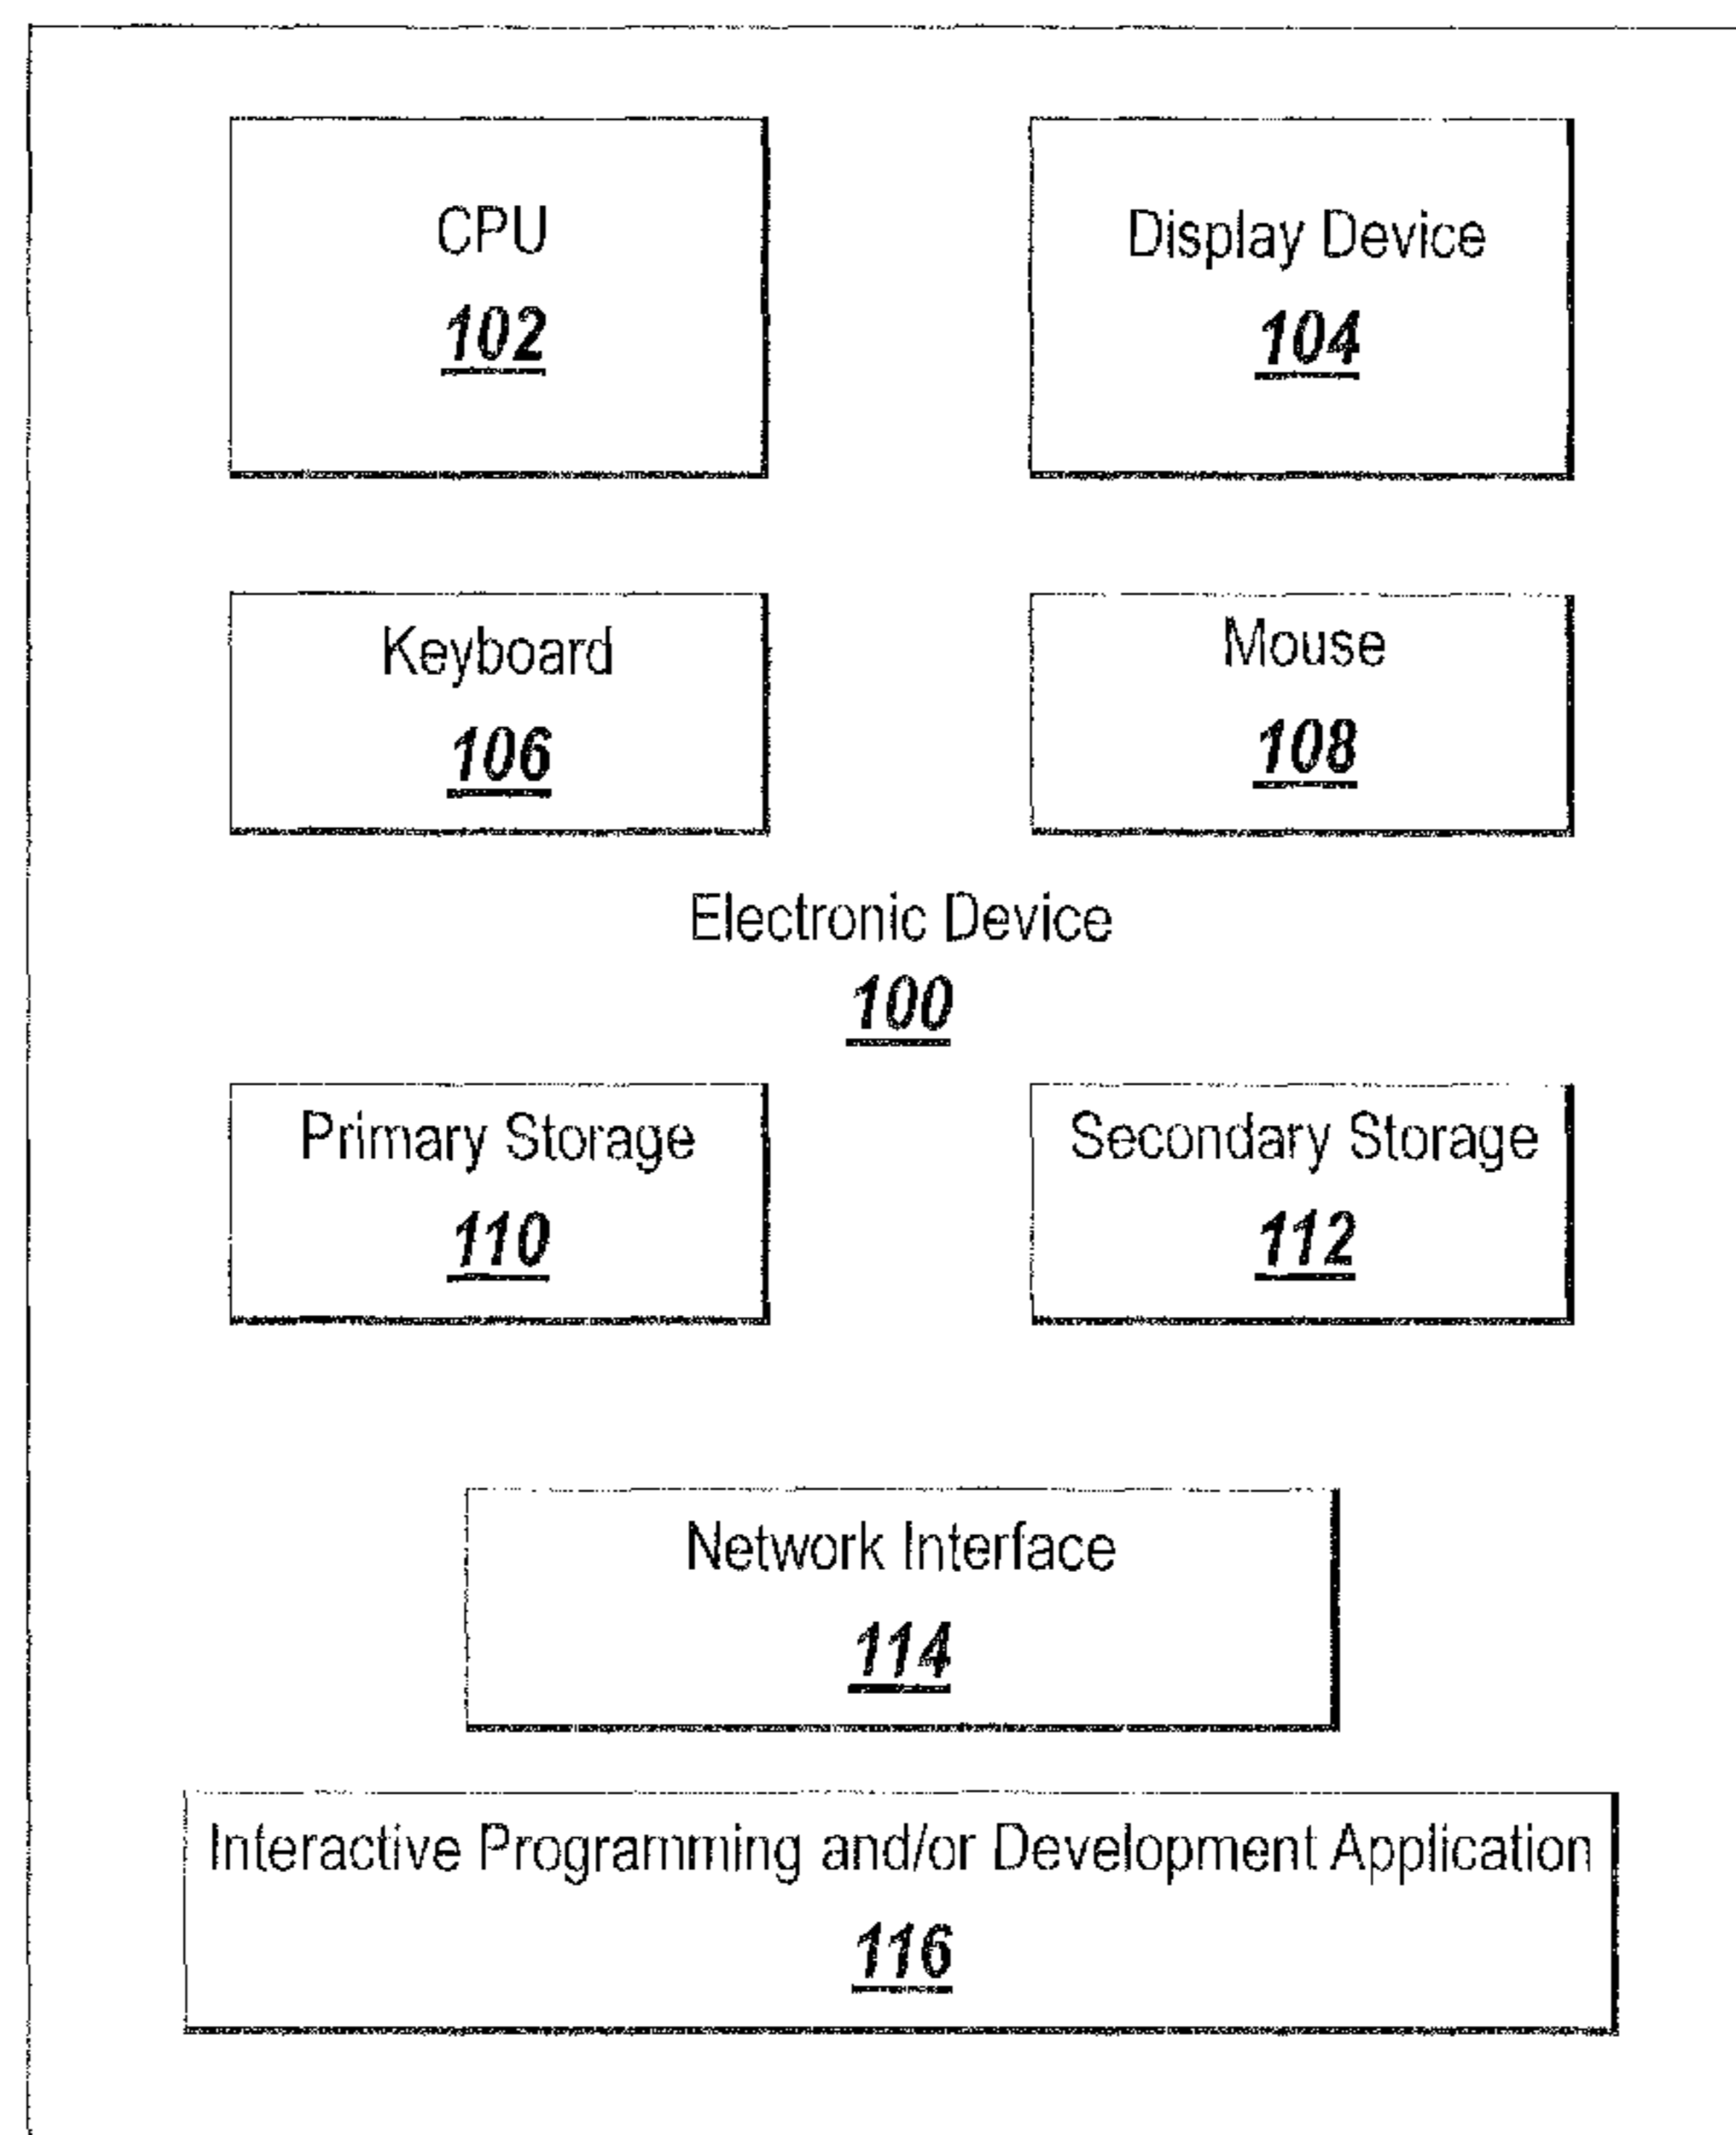 CPU
102
Display Device
104
Keyboard
106
Mouse
108
Electronic Device
100
Primary Storage
110
Secondary Storage
112
Network Interface
114
Interactive Programming and/or Development Application
116